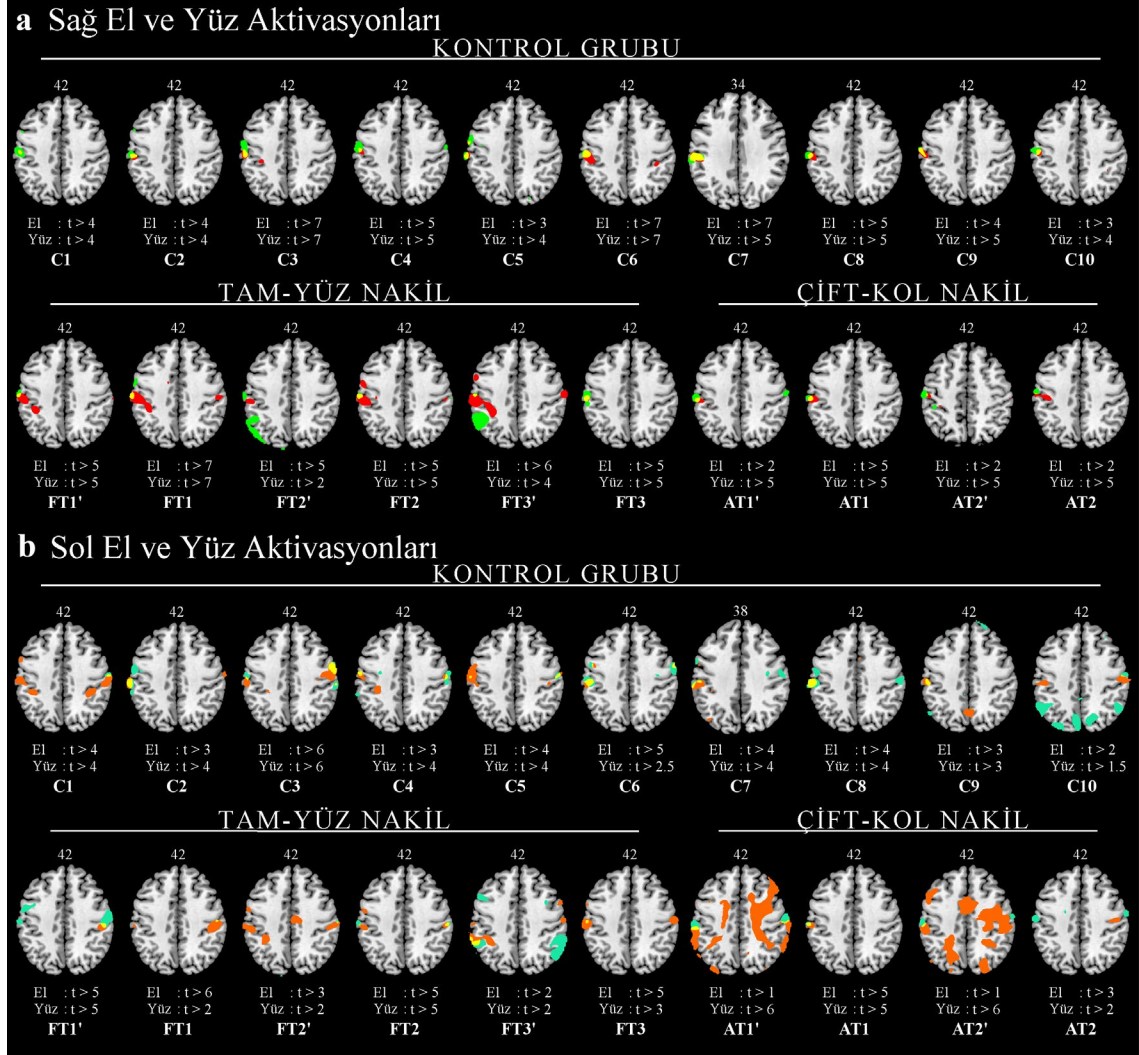 a Sağ El ve Yüz Aktivasyonları
KONTROL GRUBU
42 42 42 42 42 42 34 42 42 42
El : t > 4 El : t > 4 El : t > 7 El : t > 5 El : t > 3 El : t > 7 El : t > 7 El : t > 5 El : t > 4 El : t > 3
Yüz : t > 4 Yüz : t > 4 Yüz : t > 7 Yüz : t > 5 Yüz : t > 4 Yüz : t > 7 Yüz : t > 5 Yüz : t > 5 Yüz : t > 5 Yüz : t > 4
C1 C2 C3 C4 C5 C6 C7 C8 C9 C10
TAM-YÜZ NAKİL ÇİFT-KOL NAKİL
42 42 42 42 42 42 42 42 42 42
El : t > 5 El : t > 7 El : t > 5 El : t > 5 El : t > 6 El : t > 5 El : t > 2 El : t > 5 El : t > 2 El : t > 2
Yüz : t > 5 Yüz : t > 7 Yüz : t > 2 Yüz : t > 5 Yüz : t > 4 Yüz : t > 5 Yüz : t > 5 Yüz : t > 5 Yüz : t > 5 Yüz : t > 5
FT1' FT1 FT2' FT2 FT3' FT3 AT1' AT1 AT2' AT2
b Sol El ve Yüz Aktivasyonları
KONTROL GRUBU
42 42 42 42 42 42 38 42 42 42
El : t > 4 El : t > 3 El : t > 6 El : t > 3 El : t > 4 El : t > 5 El : t > 4 El : t > 4 El : t > 3 El : t > 2
Yüz : t > 4 Yüz : t > 4 Yüz : t > 6 Yüz : t > 4 Yüz : t > 4 Yüz : t > 2.5 Yüz : t > 4 Yüz : t > 4 Yüz : t > 3 Yüz : t > 1.5
C1 C2 C3 C4 C5 C6 C7 C8 C9 C10
TAM-YÜZ NAKİL ÇİFT-KOL NAKİL
42 42 42 42 42 42 42 42 42 42
El : t > 5 El : t > 6 El : t > 3 El : t > 5 El : t > 2 El : t > 5 El : t > 1 El : t > 5 El : t > 1 El : t > 3
Yüz : t > 5 Yüz : t > 2 Yüz : t > 2 Yüz : t > 5 Yüz : t > 2 Yüz : t > 3 Yüz : t > 6 Yüz : t > 5 Yüz : t > 6 Yüz : t > 2
FT1' FT1 FT2' FT2 FT3' FT3 AT1' AT1 AT2' AT2